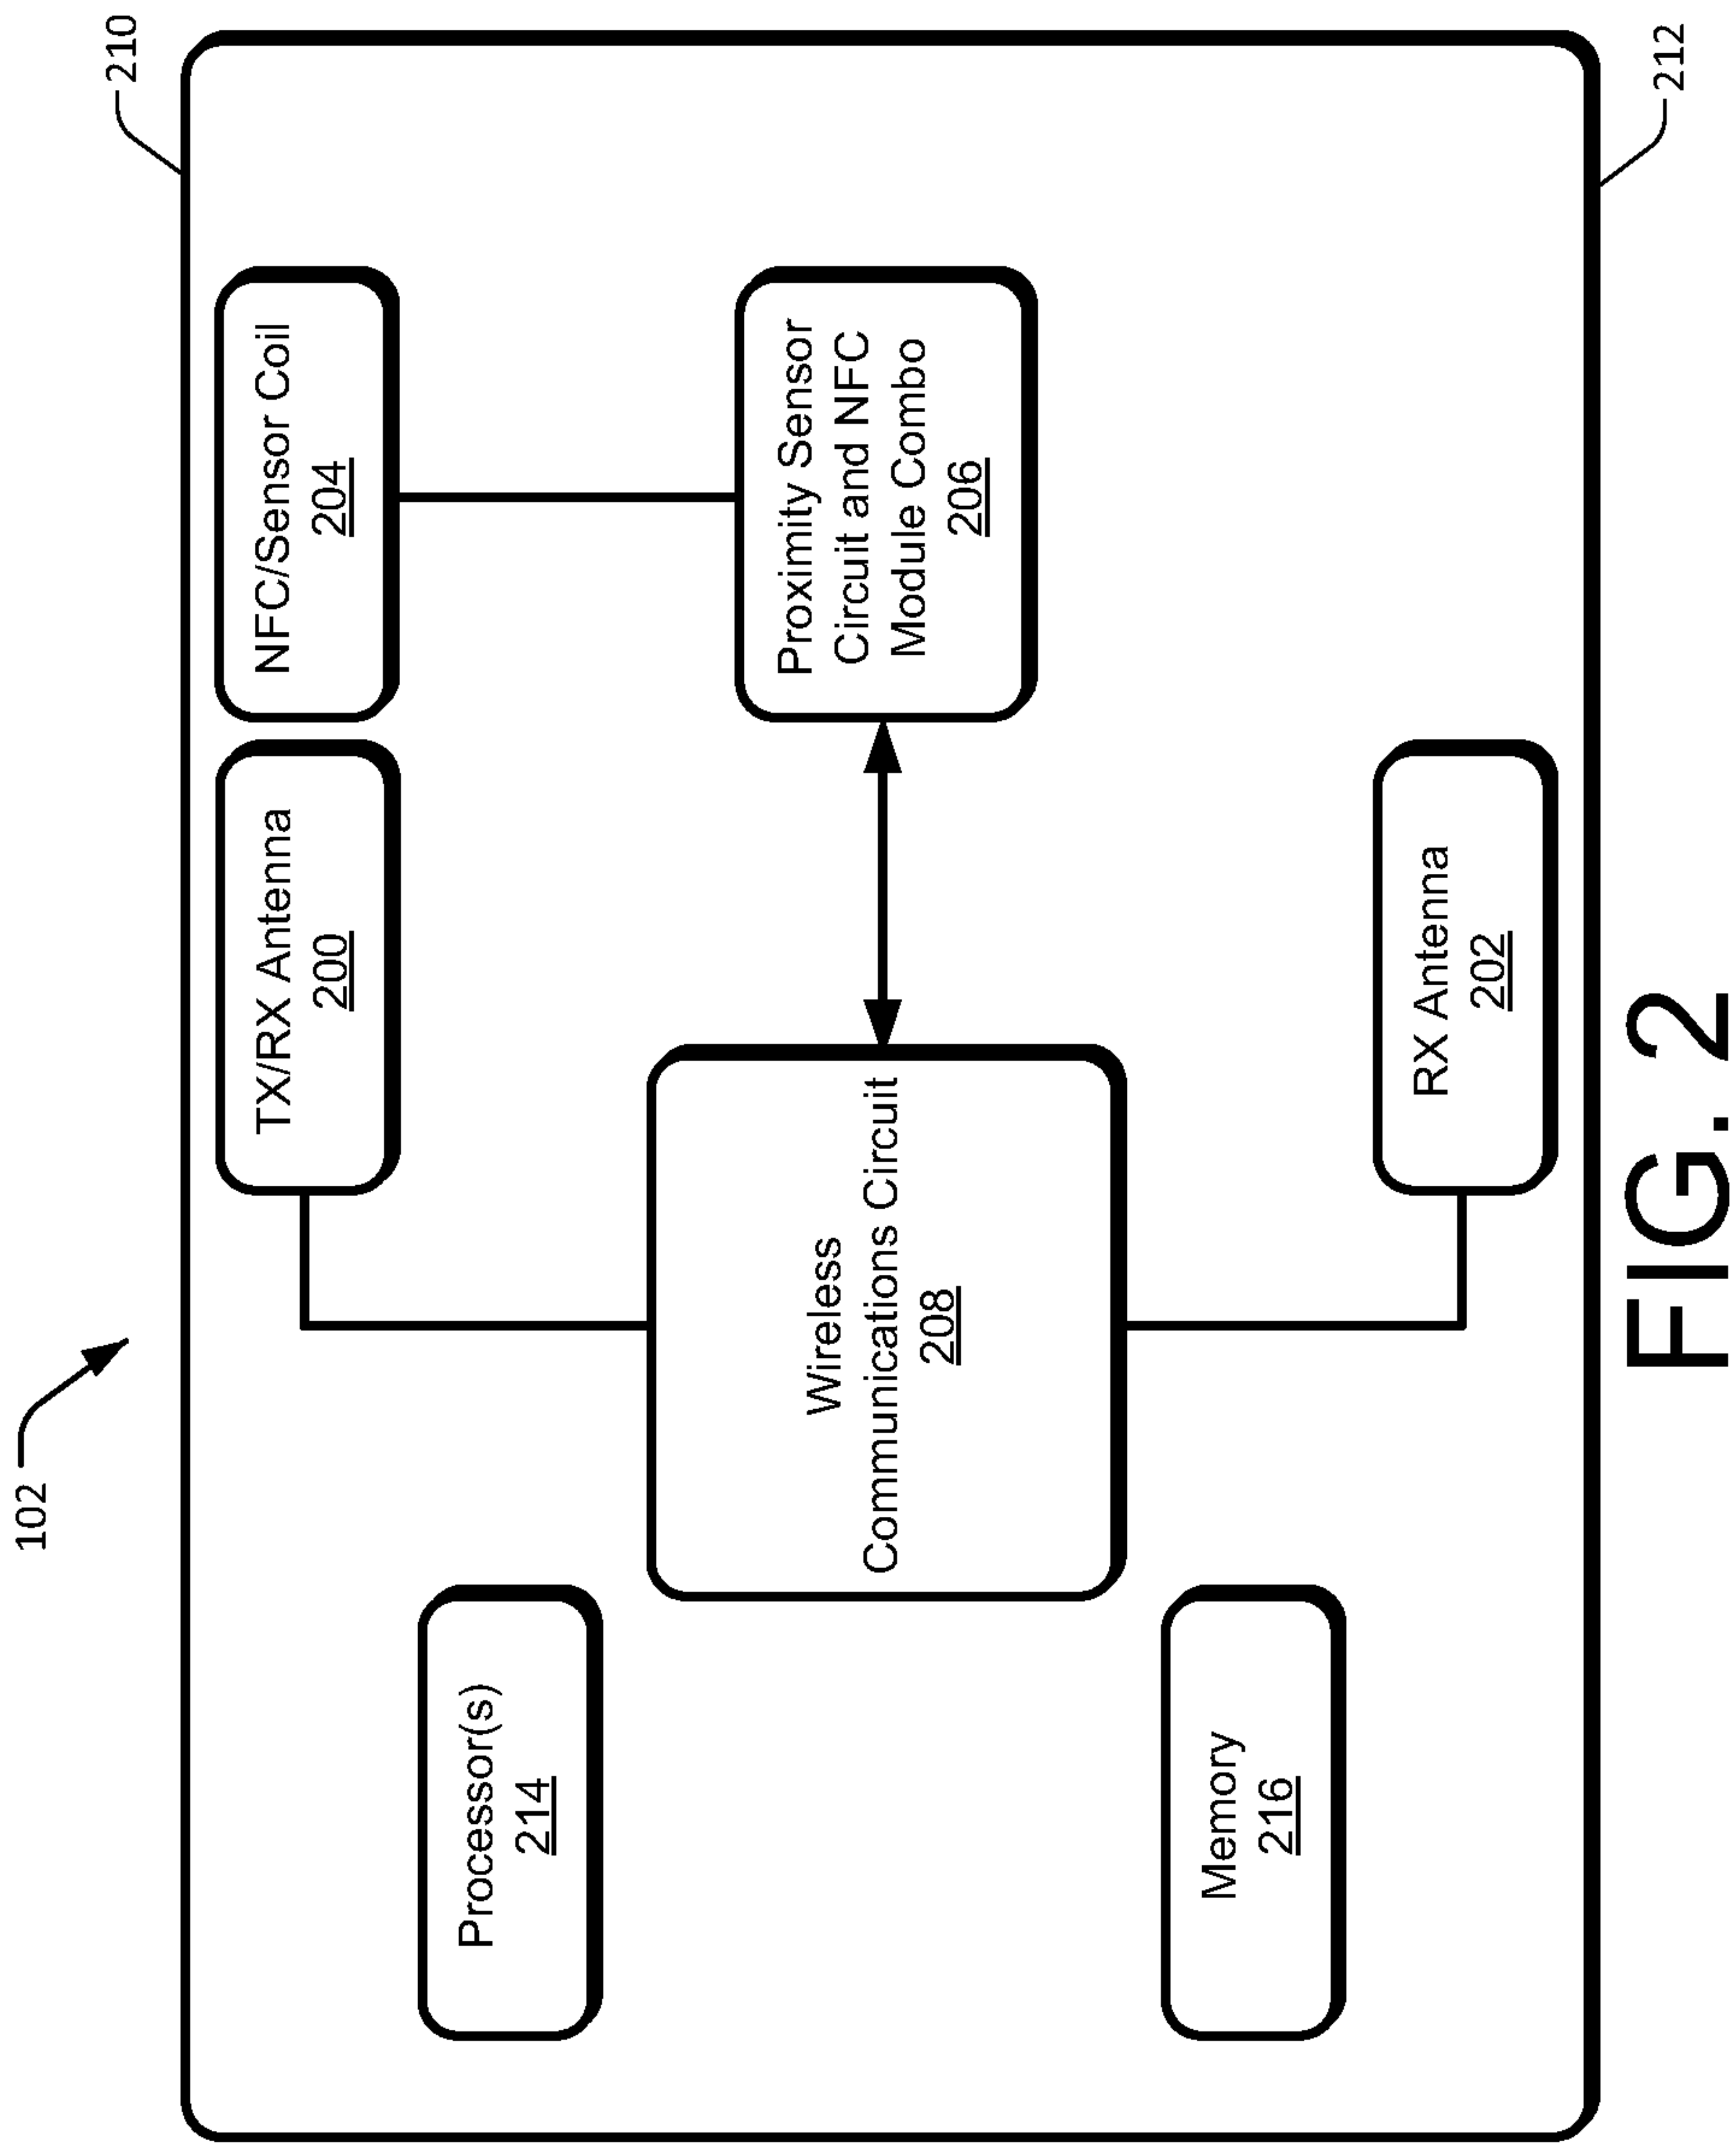 102
210
TX/RX Antenna
200
NFC/Sensor Coil
204
Processor(s)
214
Wireless
Communications Circuit
208
Proximity Sensor
Circuit and NFC
Module Combo
206
Memory
216
RX Antenna
202
212
FIG. 2